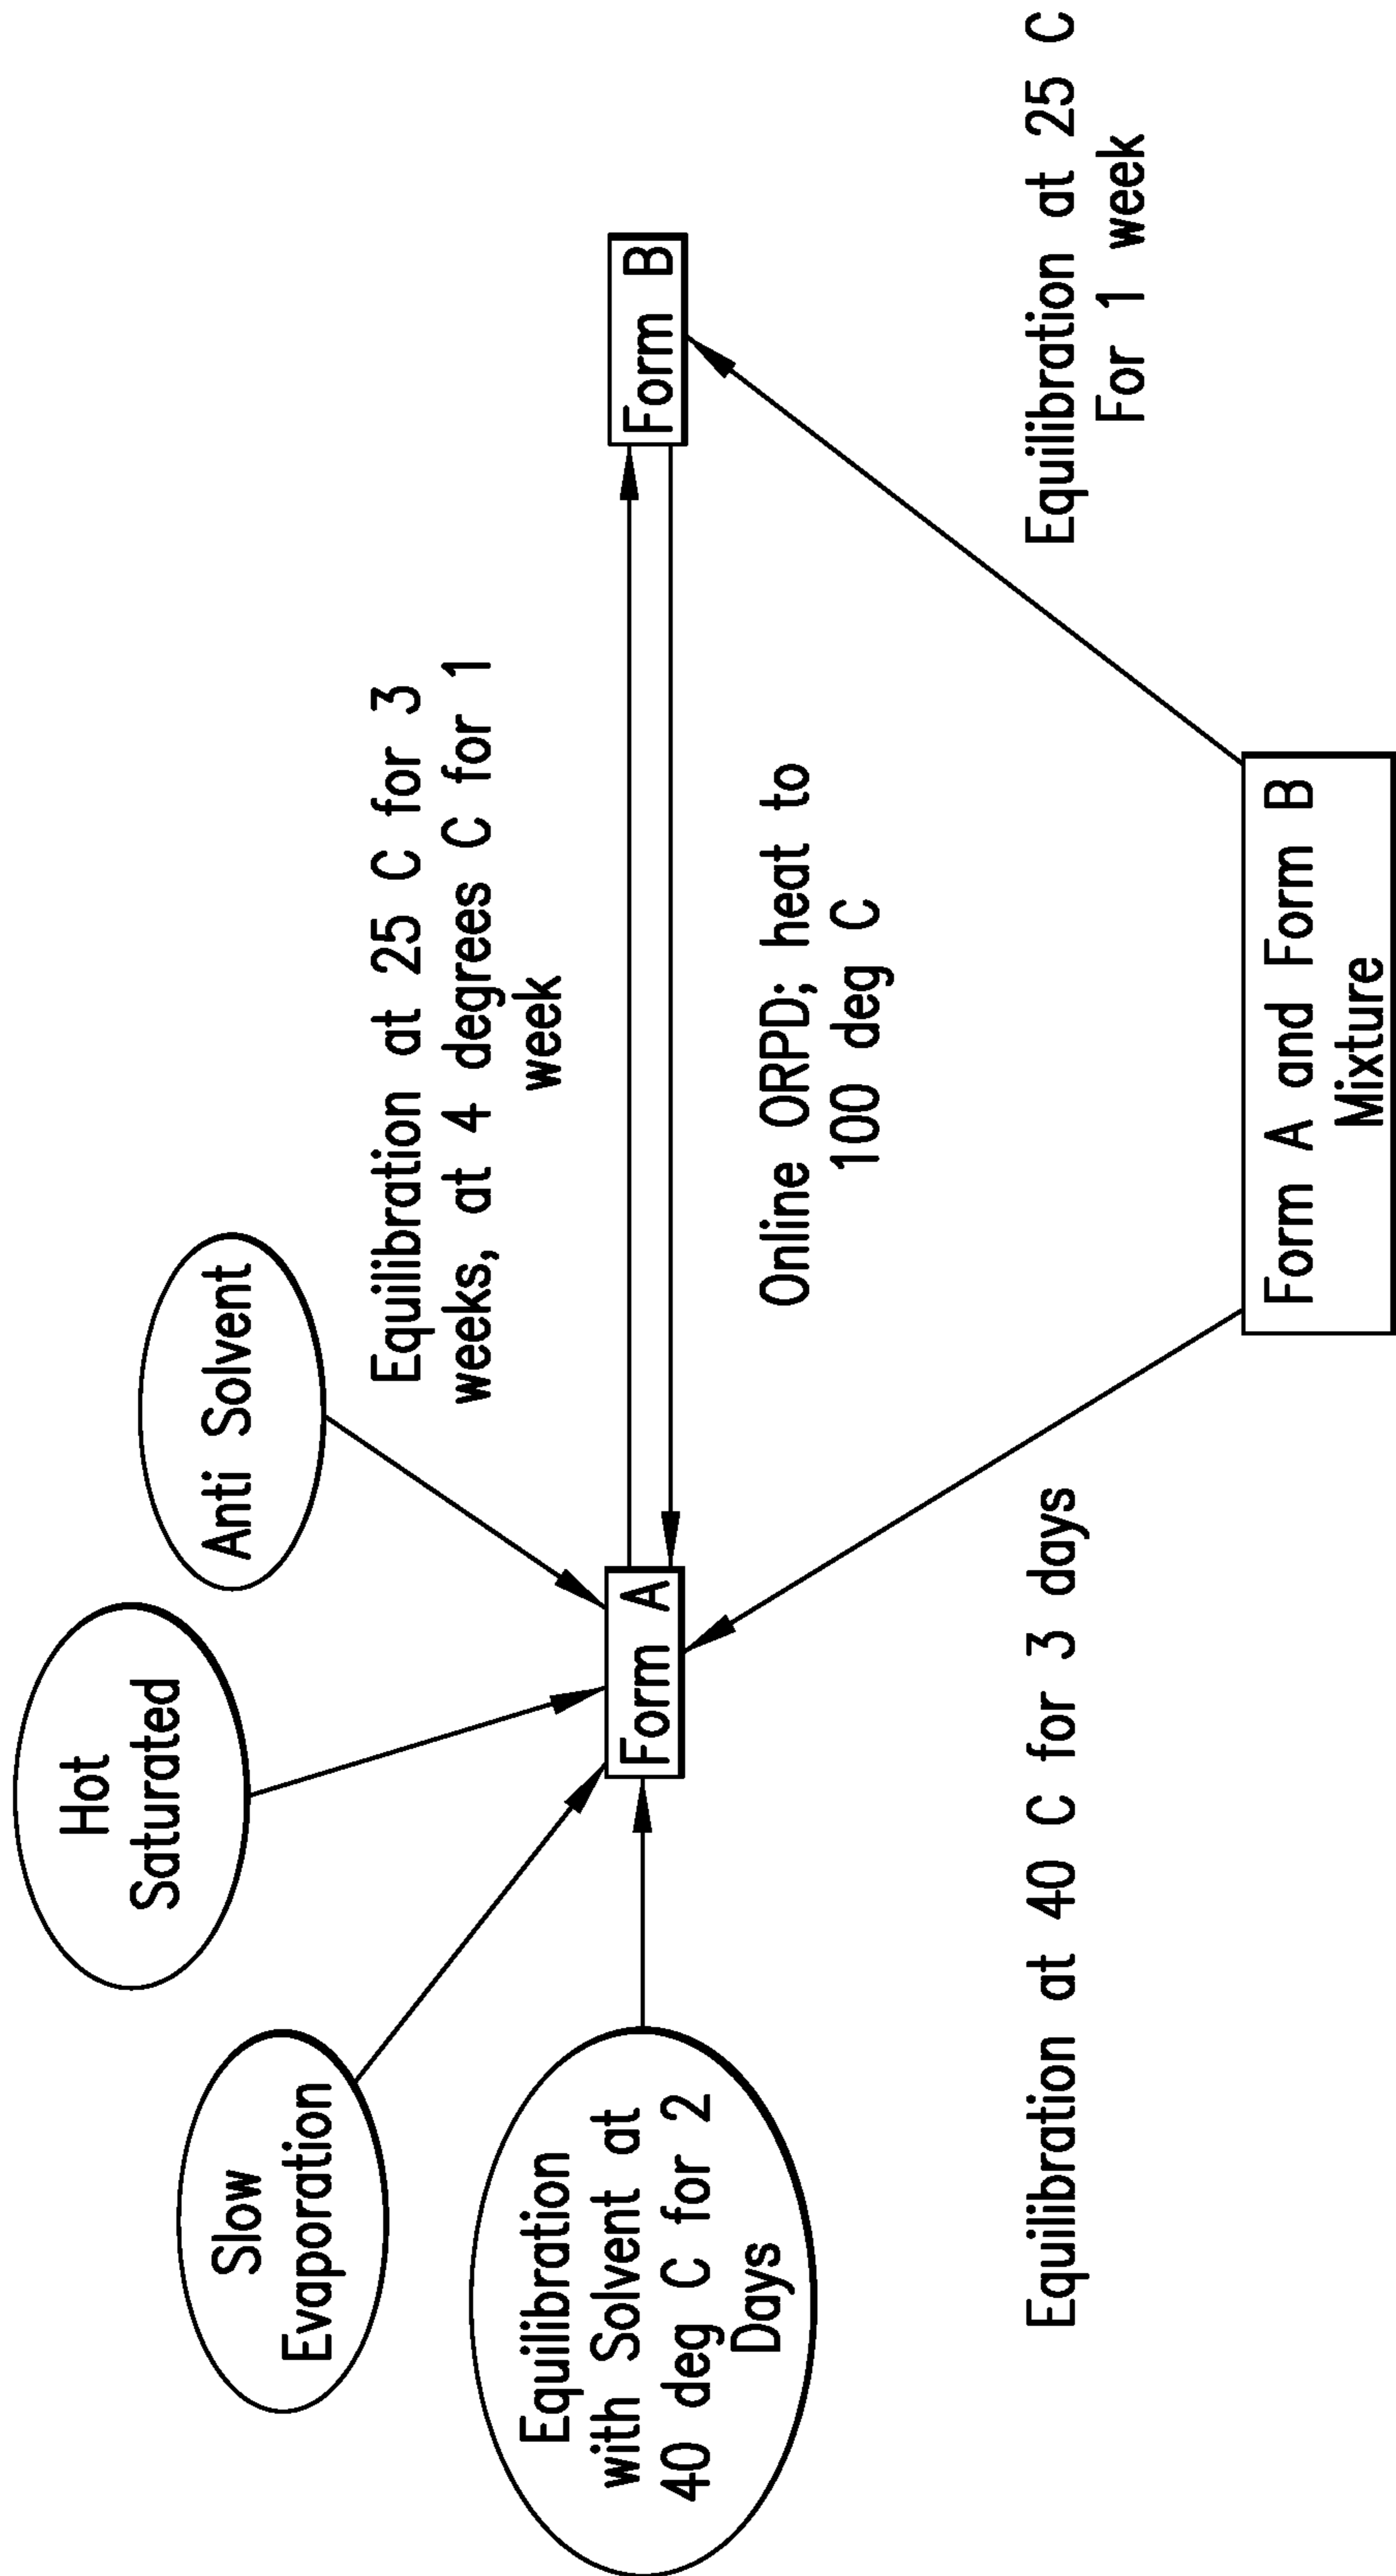 Hot
Saturated
Anti Solvent
Slow
Evaporation
Equilibration at 25 C for 3
weeks, at 4 degrees C for 1
week
Equilibration
with Solvent at
40 deg C for 2
Days
Form A
Form B
Online ORPD; heat to
100 deg C
Equilibration at 40 C for 3 days
Equilibration at 25 C
For 1 week
Form A and Form B
Mixture